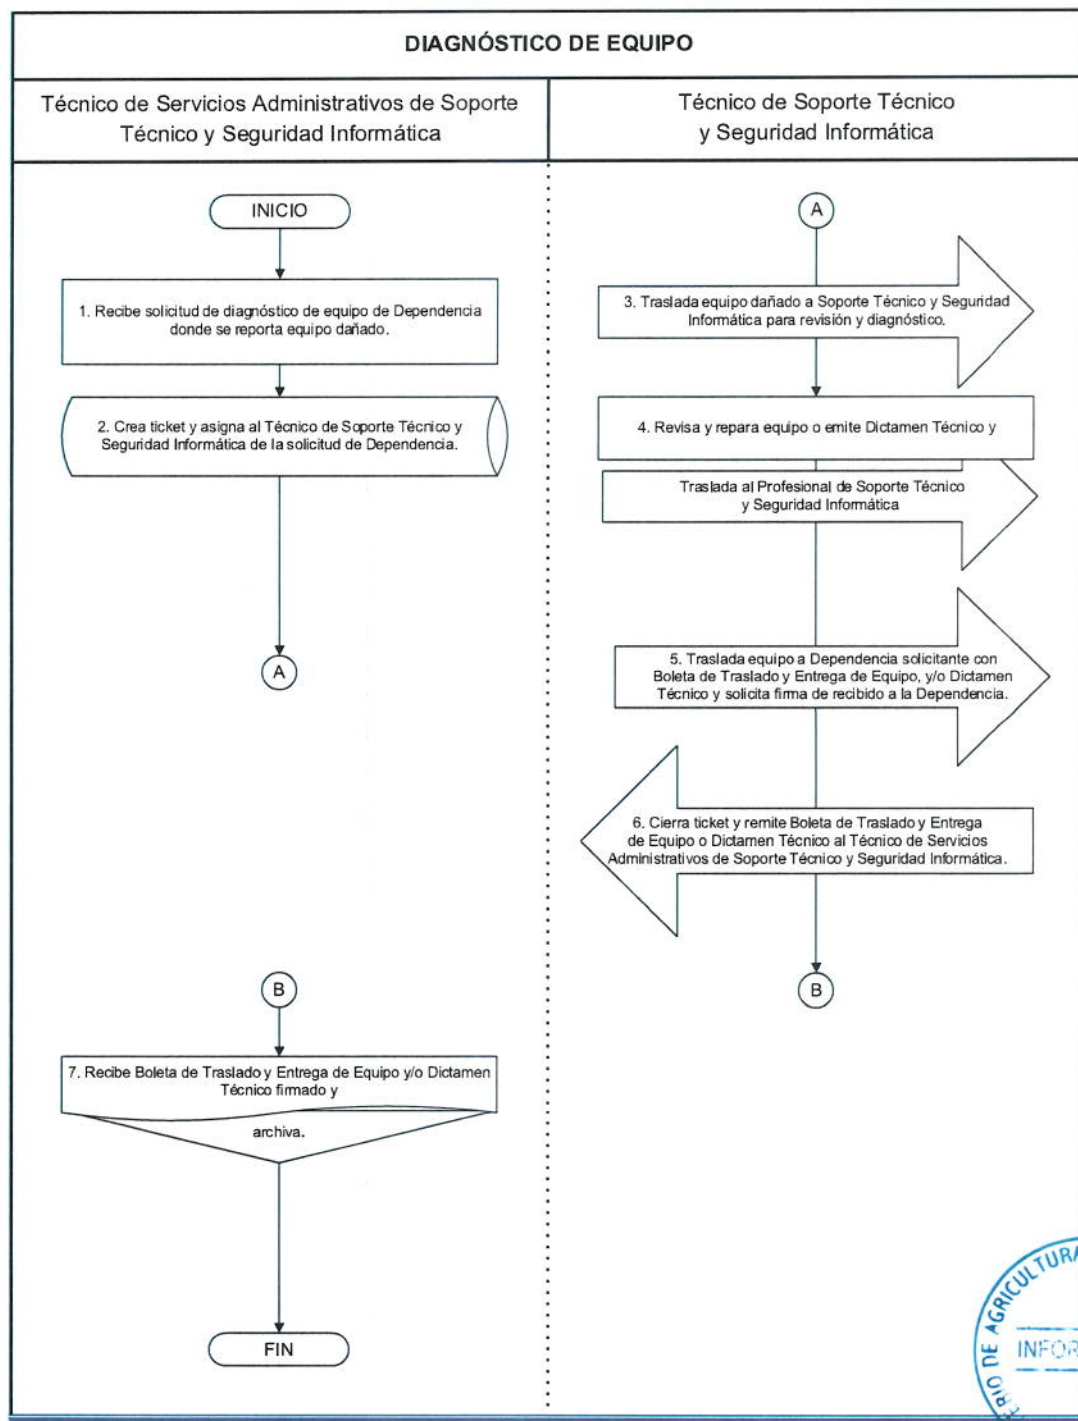 DIAGNÓSTICO DE EQUIPO
Técnico de Servicios Administrativos de Soporte
Técnico y Seguridad Informática
Técnico de Soporte Técnico
y Seguridad Informática
INICIO
1. Recibe solicitud de diagnóstico de equipo de Dependencia
donde se reporta equipo dañado.
2. Crea ticket y asigna al Técnico de Soporte Técnico y
Seguridad Informática de la solicitud de Dependencia.
A
A
3. Traslada equipo dañado a Soporte Técnico y Seguridad
Informática para revisión y diagnóstico.
4. Revisa y repara equipo o emite Dictamen Técnico y
Traslada al Profesional de Soporte Técnico
y Seguridad Informática
5. Traslada equipo a Dependencia solicitante con
Boleta de Traslado y Entrega de Equipo, y/o Dictamen
Técnico y solicita firma de recibido a la Dependencia.
6. Cierra ticket y remite Boleta de Traslado y Entrega
de Equipo o Dictamen Técnico al Técnico de Servicios
Administrativos de Soporte Técnico y Seguridad Informática.
B
B
7. Recibe Boleta de Traslado y Entrega de Equipo y/o Dictamen
Técnico firmado y
archiva.
FIN
ERIO DE AGRICULTURA
INFOR